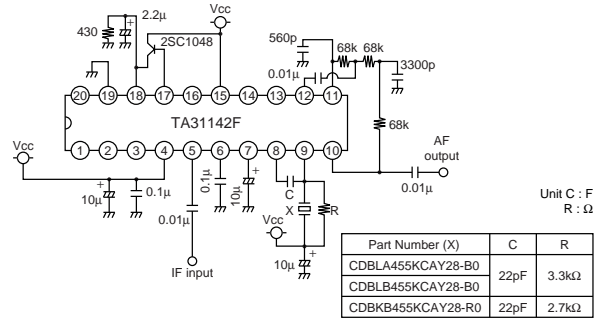 2.2µ
Vcc
430
+
2SC1048
560p
68k 68k
0.01µ
3300p
20 19 18 17 16 15 14 13 12 11
TA31142F
68k
1 2 3 4 5 6 7 8 9 10
Vcc
AF
output
+
10µ
0.1µ
0.01µ
0.1µ
10µ
+
C
X
R
0.01µ
Vcc
+
10µ
IF input
Unit C : F
R : Ω
Part Number (X) C R
CDBLA455KCAY28-B0
22pF 3.3kΩ
CDBLB455KCAY28-B0
CDBKB455KCAY28-R0 22pF 2.7kΩ